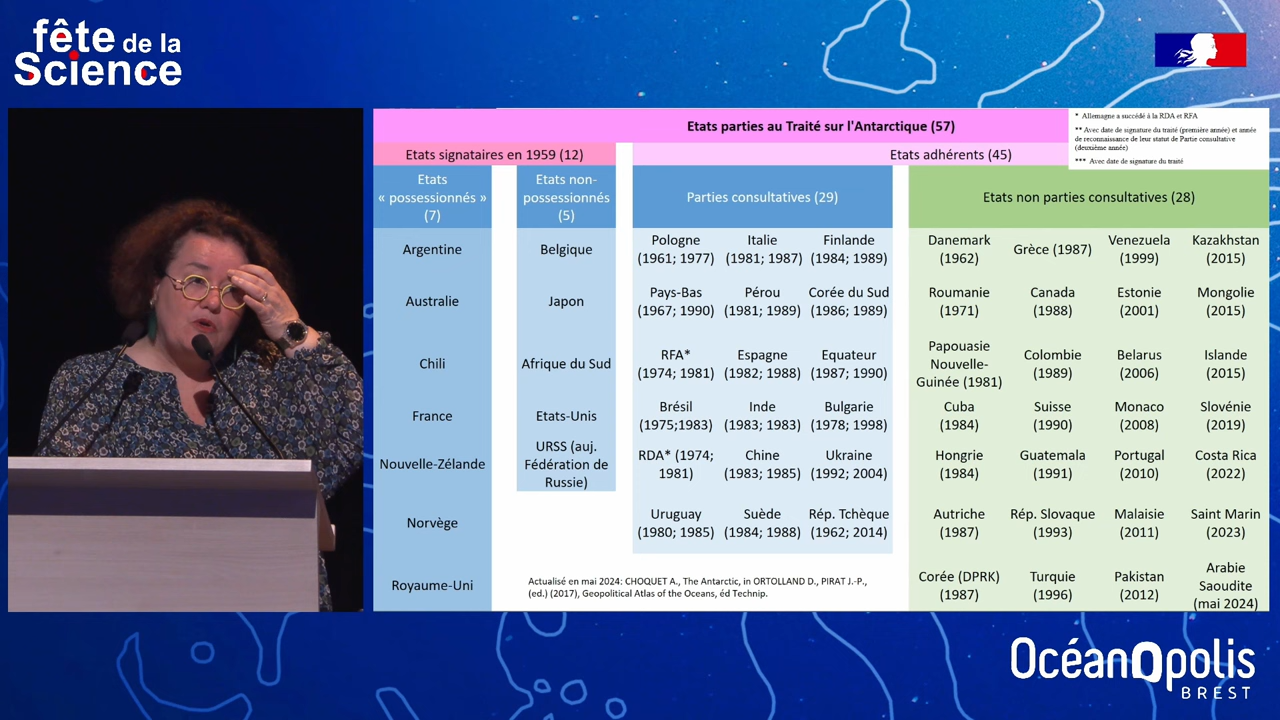 fête de la
Science
Etats parties au Traité sur l'Antarctique (57)
* Allemagne a succédé à la RDA et RFA
** Avec date de signature du traité (première année) et année
de reconnaissance de leur statut de Partie consultative
(deuxième année)
*** Avec date de signature du traité
Etats signataires en 1959 (12)
Etats adhérents (45)
Etats
« possessionnés »
(7)
Etats non-
possessionnés
(5)
Parties consultatives (29)
Etats non parties consultatives (28)
Argentine
Australie
Chili
France
Nouvelle-Zélande
Norvège
Royaume-Uni
Belgique
Japon
Afrique du Sud
Etats-Unis
URSS (auj.
Fédération de
Russie)
Pologne
(1961; 1977)
Italie
(1981; 1987)
Finlande
(1984; 1989)
Pays-Bas
(1967; 1990)
Pérou
(1981; 1989)
Corée du Sud
(1986; 1989)
RFA*
(1974; 1981)
Espagne
(1982; 1988)
Equateur
(1987; 1990)
Brésil
(1975;1983)
Inde
(1983; 1983)
Bulgarie
(1978; 1998)
RDA* (1974;
1981)
Chine
(1983; 1985)
Ukraine
(1992; 2004)
Uruguay
(1980; 1985)
Suède
(1984; 1988)
Rép. Tchèque
(1962; 2014)
Danemark
(1962)
Grèce (1987)
Venezuela
(1999)
Kazakhstan
(2015)
Roumanie
(1971)
Canada
(1988)
Estonie
(2001)
Mongolie
(2015)
Papouasie
Nouvelle-
Guinée (1981)
Colombie
(1989)
Belarus
(2006)
Islande
(2015)
Cuba
(1984)
Suisse
(1990)
Monaco
(2008)
Slovénie
(2019)
Hongrie
(1984)
Guatemala
(1991)
Portugal
(2010)
Costa Rica
(2022)
Autriche
(1987)
Rép. Slovaque
(1993)
Malaisie
(2011)
Saint Marin
(2023)
Corée (DPRK)
(1987)
Turquie
(1996)
Pakistan
(2012)
Arabie
Saoudite
(mai 2024)
Actualisé en mai 2024: CHOQUET A., The Antarctic, in ORTOLLAND D., PIRAT J.-P.,
(ed.) (2017), Geopolitical Atlas of the Oceans, éd Technip.
OcéanOpolis
BREST